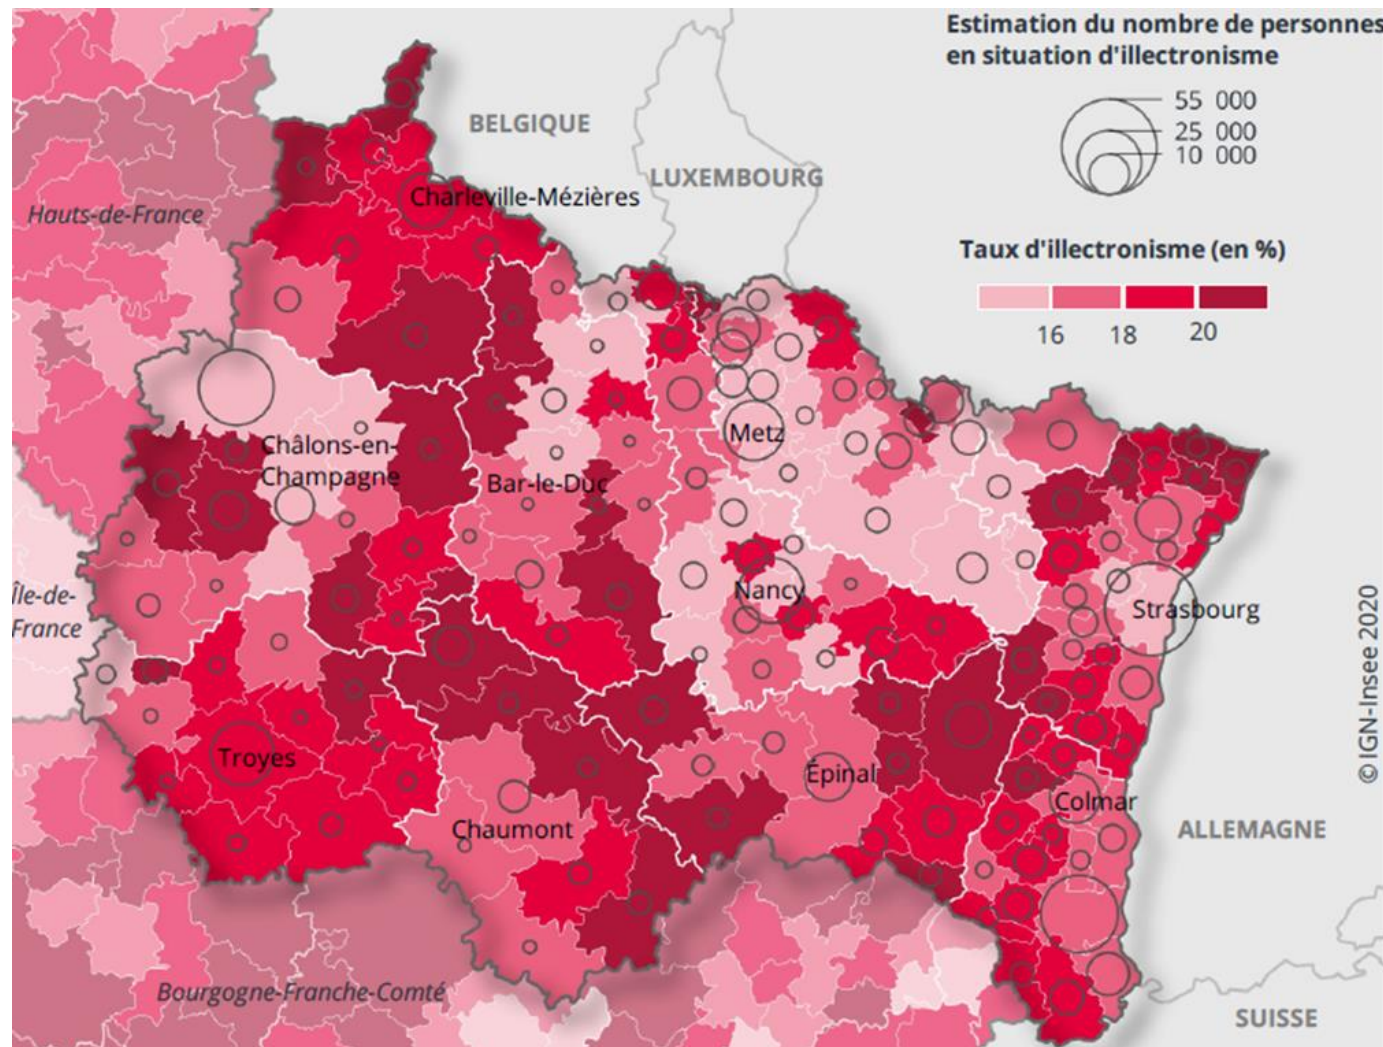 Estimation du nombre de personnes
en situation d'illectronisme
55 000
25 000
10 000
BELGIQUE
LUXEMBOURG
Charleville-Mézières
Hauts-de-France
Taux d'illectronisme (en %)
16 18 20
Metz
Châlons-en-
Champagne
Bar-le-Duc
Île-de-
France
Nancy
Strasbourg
© IGN-Insee 2020
Troyes
Épinal
Colmar
Chaumont
ALLEMAGNE
Bourgogne-Franche-Comté
SUISSE